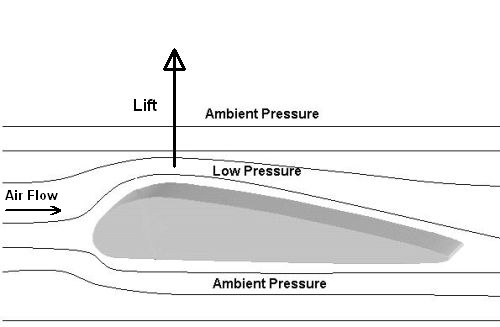 Lift
Ambient Pressure
Low Pressure
Air Flow
Ambient Pressure